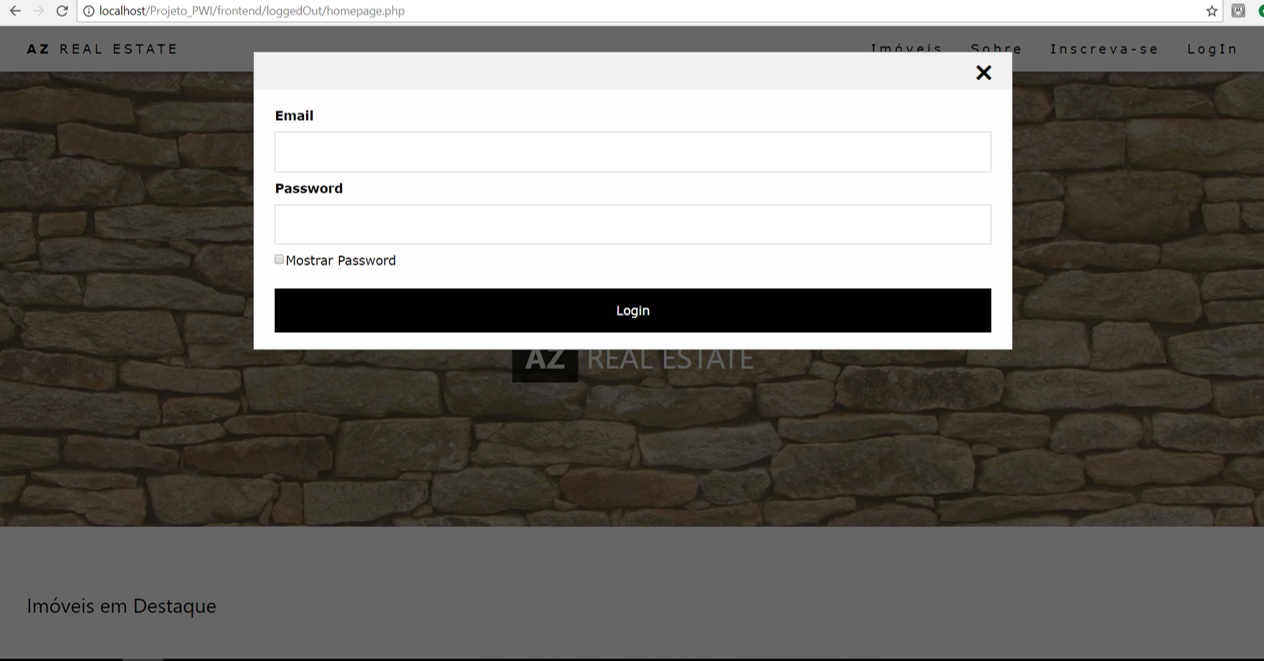 localhost/Projeto_PWI/frontend/loggedOut/homepage.php
AZ REAL ESTATE
Imóveis Sobre Inscreva-se LogIn
Email
Password
Mostrar Password
Login
AZ REAL ESTATE
Imóveis em Destaque